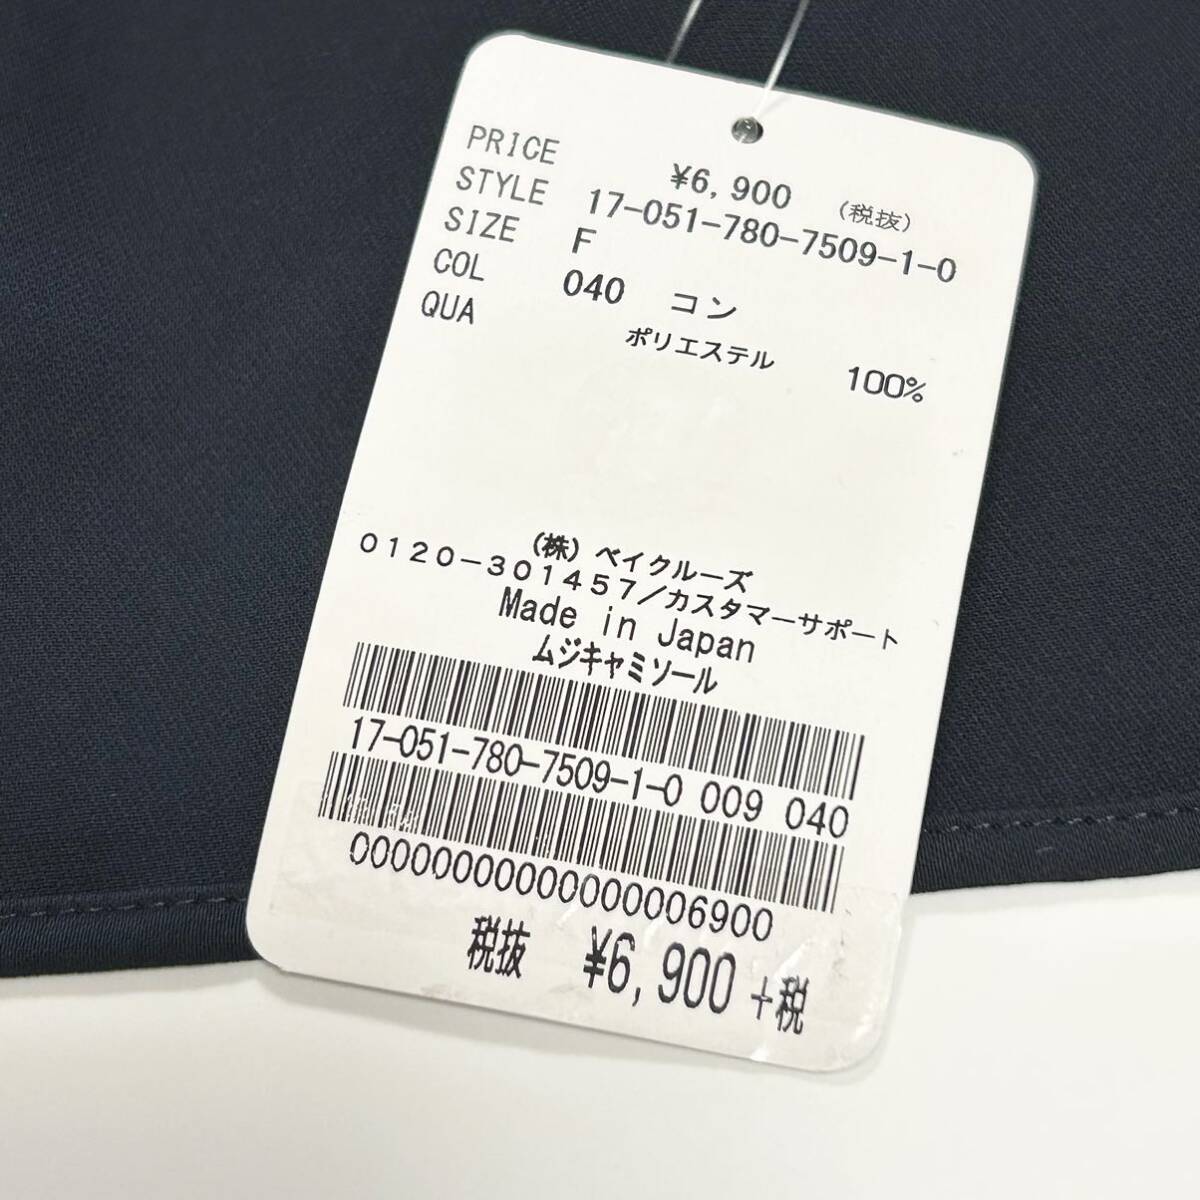 PRICE ¥6,900 (税抜)
STYLE 17-051-780-7509-1-0
SIZE F
COL 040 コン
QUA ポリエステル 100%
(株)ベイクルーズ
0120-301457/カスタマーサポート
Made in Japan
ムジキャミソール
17-051-780-7509-1-0 009 040
00000000000000006900
税抜 ¥6,900 +税